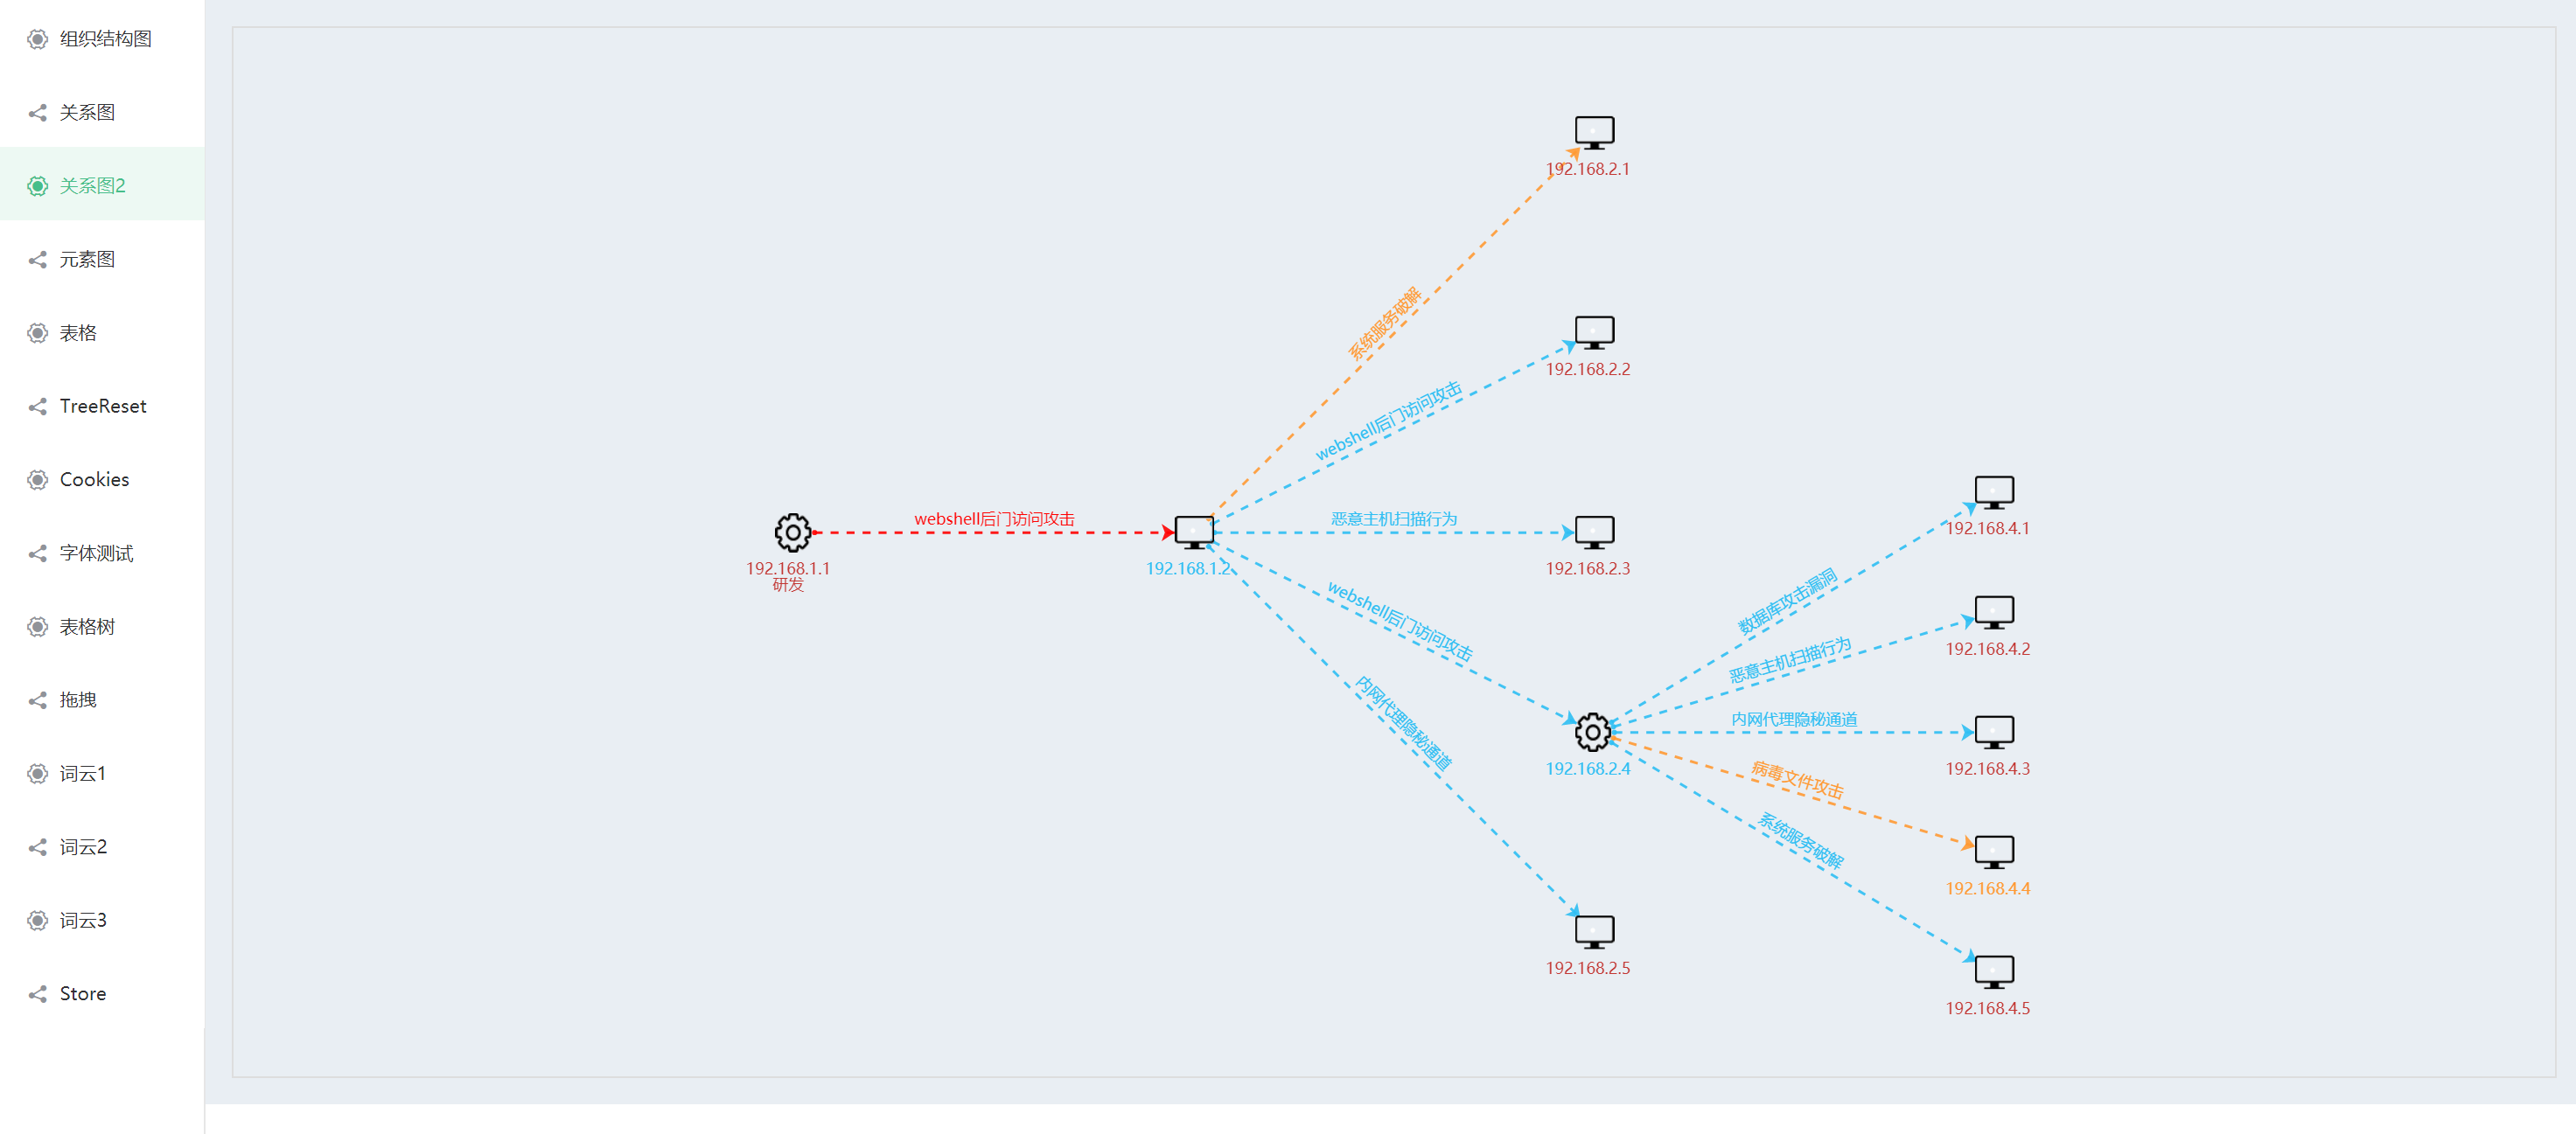 组织结构图
关系图
关系图2
元素图
表格
TreeReset
Cookies
字体测试
表格树
拖拽
词云1
词云2
词云3
Store
192.168.1.1
研发
webshell后门访问攻击
192.168.1.2
系统服务破解
192.168.2.1
webshell后门访问攻击
192.168.2.2
恶意主机扫描行为
192.168.2.3
webshell后门访问攻击
192.168.2.4
内网代理隐秘通道
192.168.2.5
数据库攻击漏洞
192.168.4.1
恶意主机扫描行为
192.168.4.2
内网代理隐秘通道
192.168.4.3
病毒文件攻击
192.168.4.4
系统服务破解
192.168.4.5